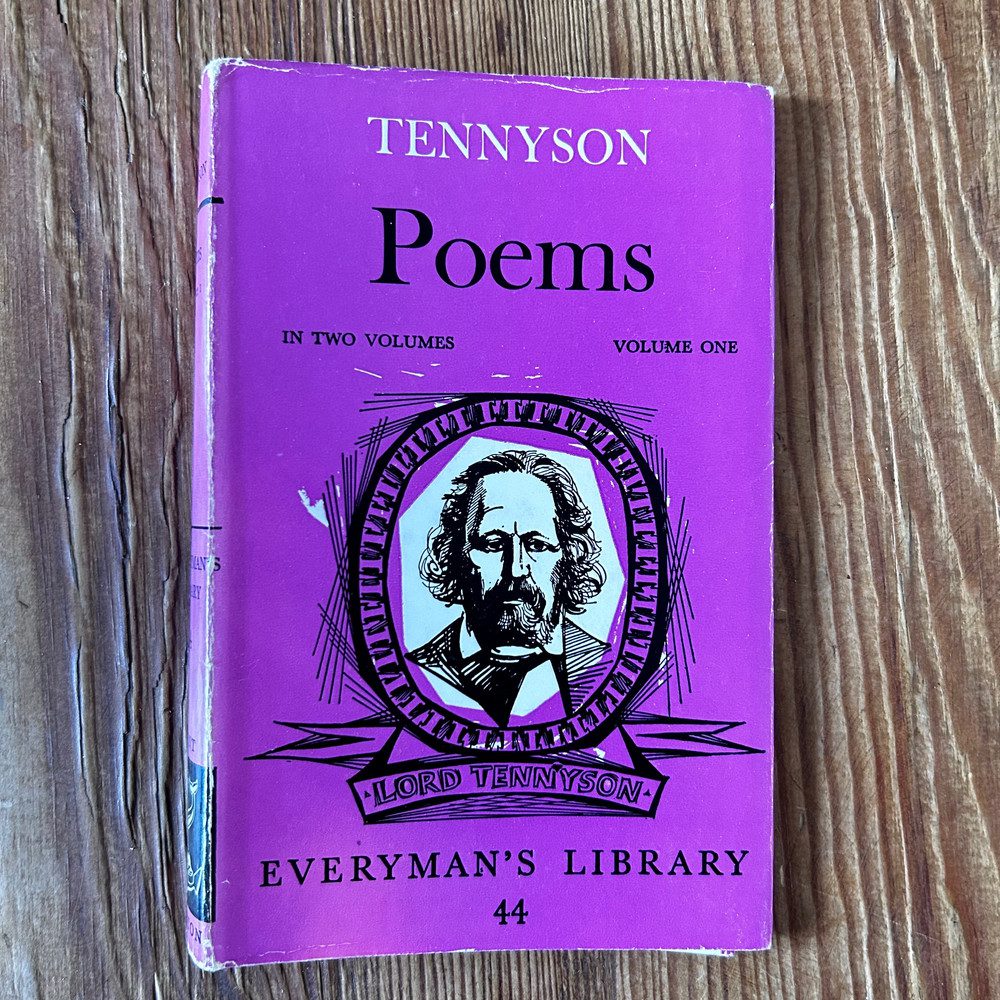 TENNYSON
Poems
IN TWO VOLUMES
VOLUME ONE
LORD TENNYSON
EVERYMAN'S LIBRARY
44